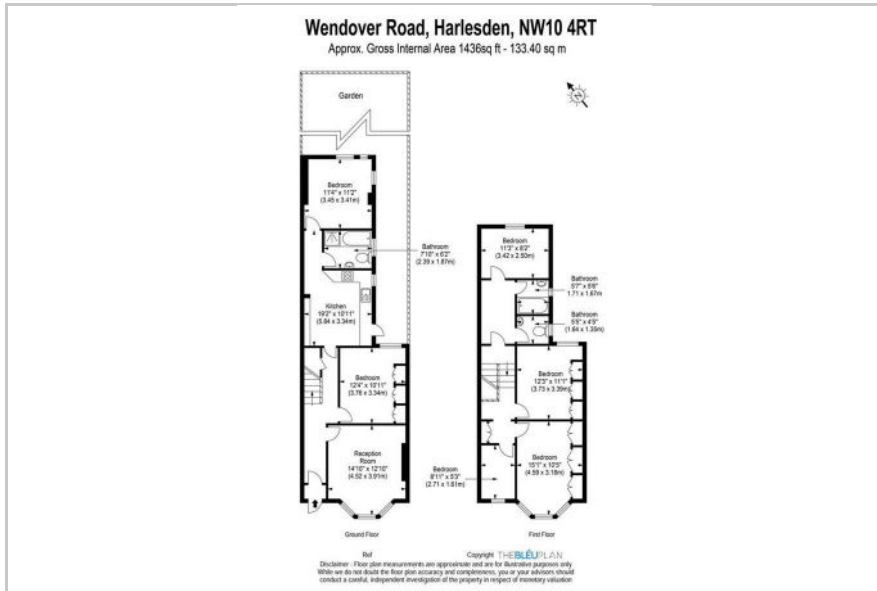 Wendover Road, Harlesden, NW10 4RT
Approx. Gross Internal Area 1436sq ft - 133.40 sq m
Garden
N
Bedroom
11'4" x 11'2"
(3.45 x 3.41m)
Bathroom
7'10" x 6'2"
(2.39 x 1.87m)
Kitchen
19'2" x 10'11"
(5.84 x 3.34m)
Bedroom
12'4" x 10'11"
(3.76 x 3.34m)
Reception
Room
14'10" x 12'10"
(4.52 x 3.91m)
Ground Floor
Bedroom
11'3" x 8'2"
(3.42 x 2.50m)
Bathroom
5'7" x 5'6"
1.71 x 1.67m
Bathroom
5'5" x 4'5"
(1.64 x 1.35m)
Bedroom
12'3" x 11'1"
(3.73 x 3.39m)
Bedroom
15'1" x 10'5"
(4.59 x 3.18m)
Bedroom
8'11" x 5'3"
(2.71 x 1.61m)
First Floor
Ref
Copyright THEBLĒUPLAN
Disclaimer : Floor plan measurements are approximate and are for illustrative purposes only
While we do not doubt the floor plan accuracy and completeness, you or your advisors should
conduct a careful, independent investigation of the property in respect of monetary valuation